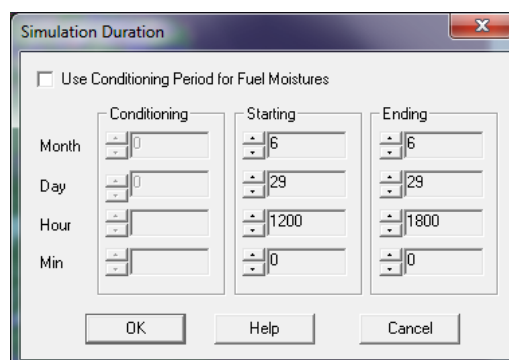 Simulation Duration
Use Conditioning Period for Fuel Moistures
Conditioning Starting Ending
Month 0 6 6
Day 0 29 29
Hour 1200 1800
Min 0 0
OK Help Cancel